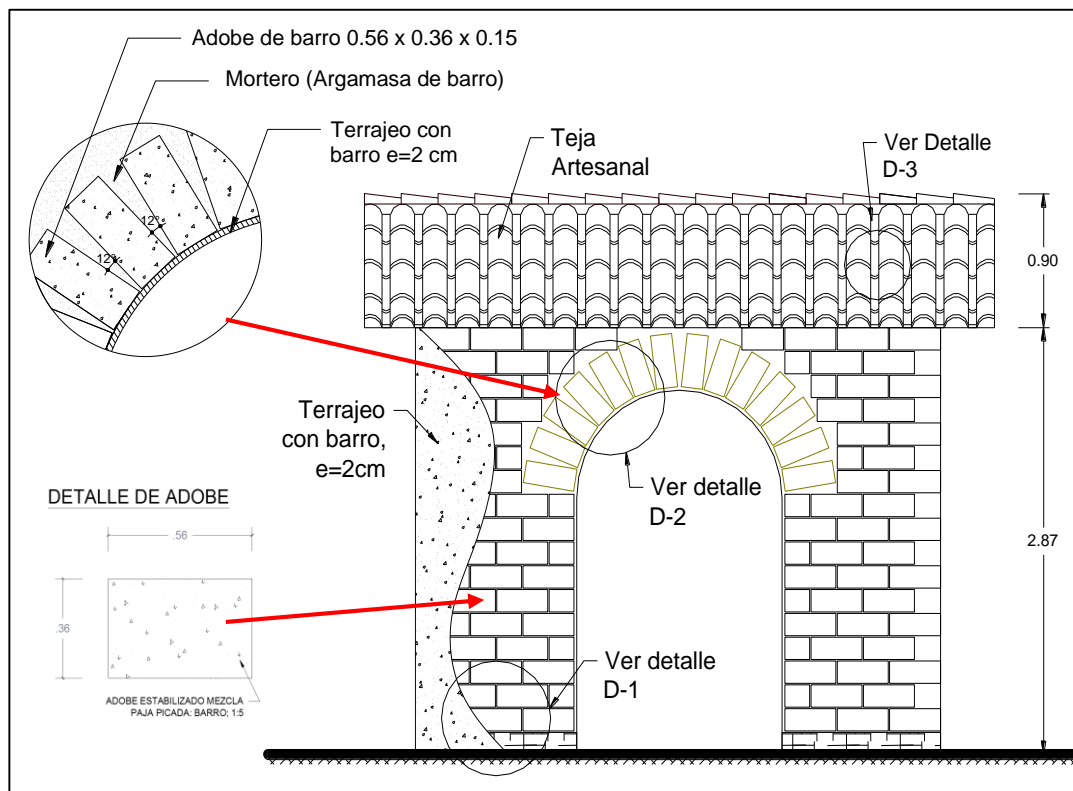 Adobe de barro 0.56 x 0.36 x 0.15
Mortero (Argamasa de barro)
Terrajeo con
barro e=2 cm
12°
12°
Teja
Artesanal
Ver Detalle
D-3
0.90
Terrajeo
con barro,
e=2cm
Ver detalle
D-2
2.87
DETALLE DE ADOBE
.56
.36
ADOBE ESTABILIZADO MEZCLA
PAJA PICADA: BARRO; 1:5
Ver detalle
D-1